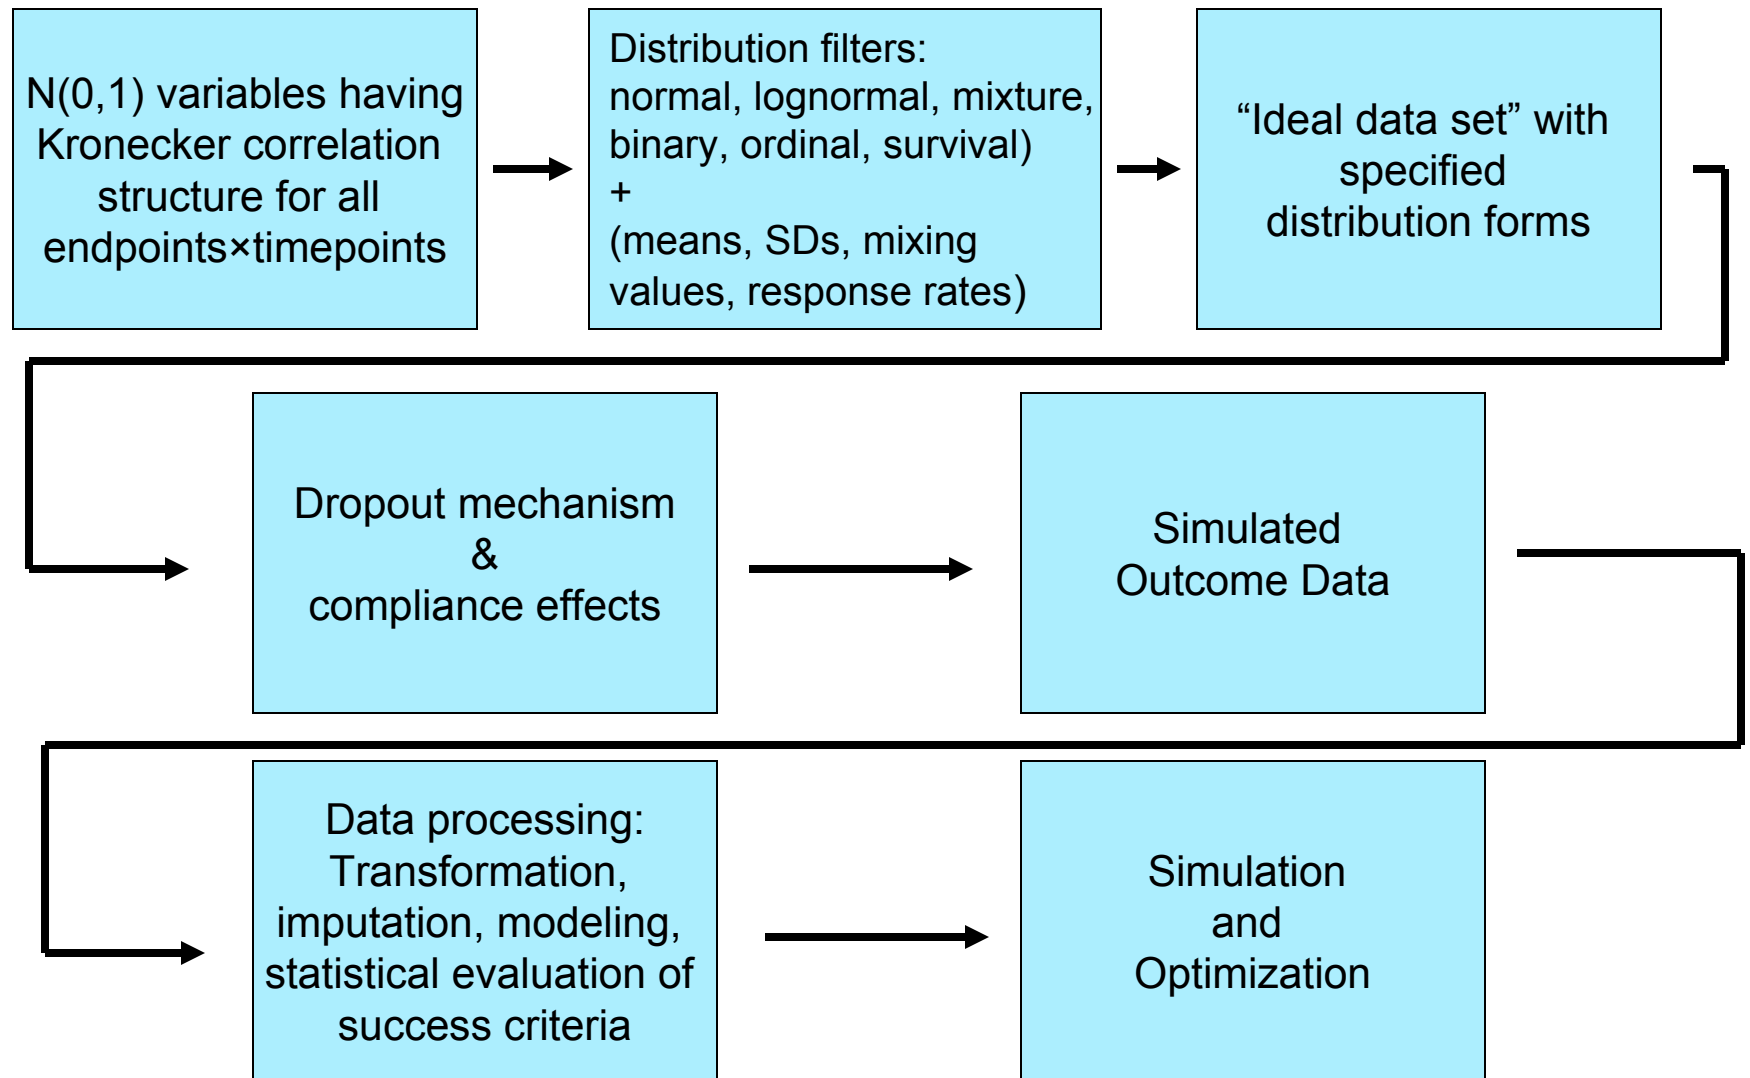 N(0,1) variables having
Kronecker correlation
structure for all
endpoints×timepoints
Distribution filters:
normal, lognormal, mixture,
binary, ordinal, survival)
+
(means, SDs, mixing
values, response rates)
“Ideal data set” with
specified
distribution forms
Dropout mechanism
&
compliance effects
Simulated
Outcome Data
Data processing:
Transformation,
imputation, modeling,
statistical evaluation of
success criteria
Simulation
and
Optimization